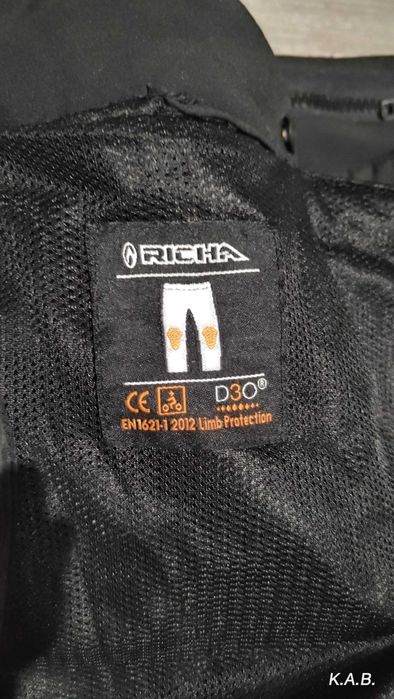 RICHA
CE D3O®
EN1621-1 2012 Limb Protection
K.A.B.